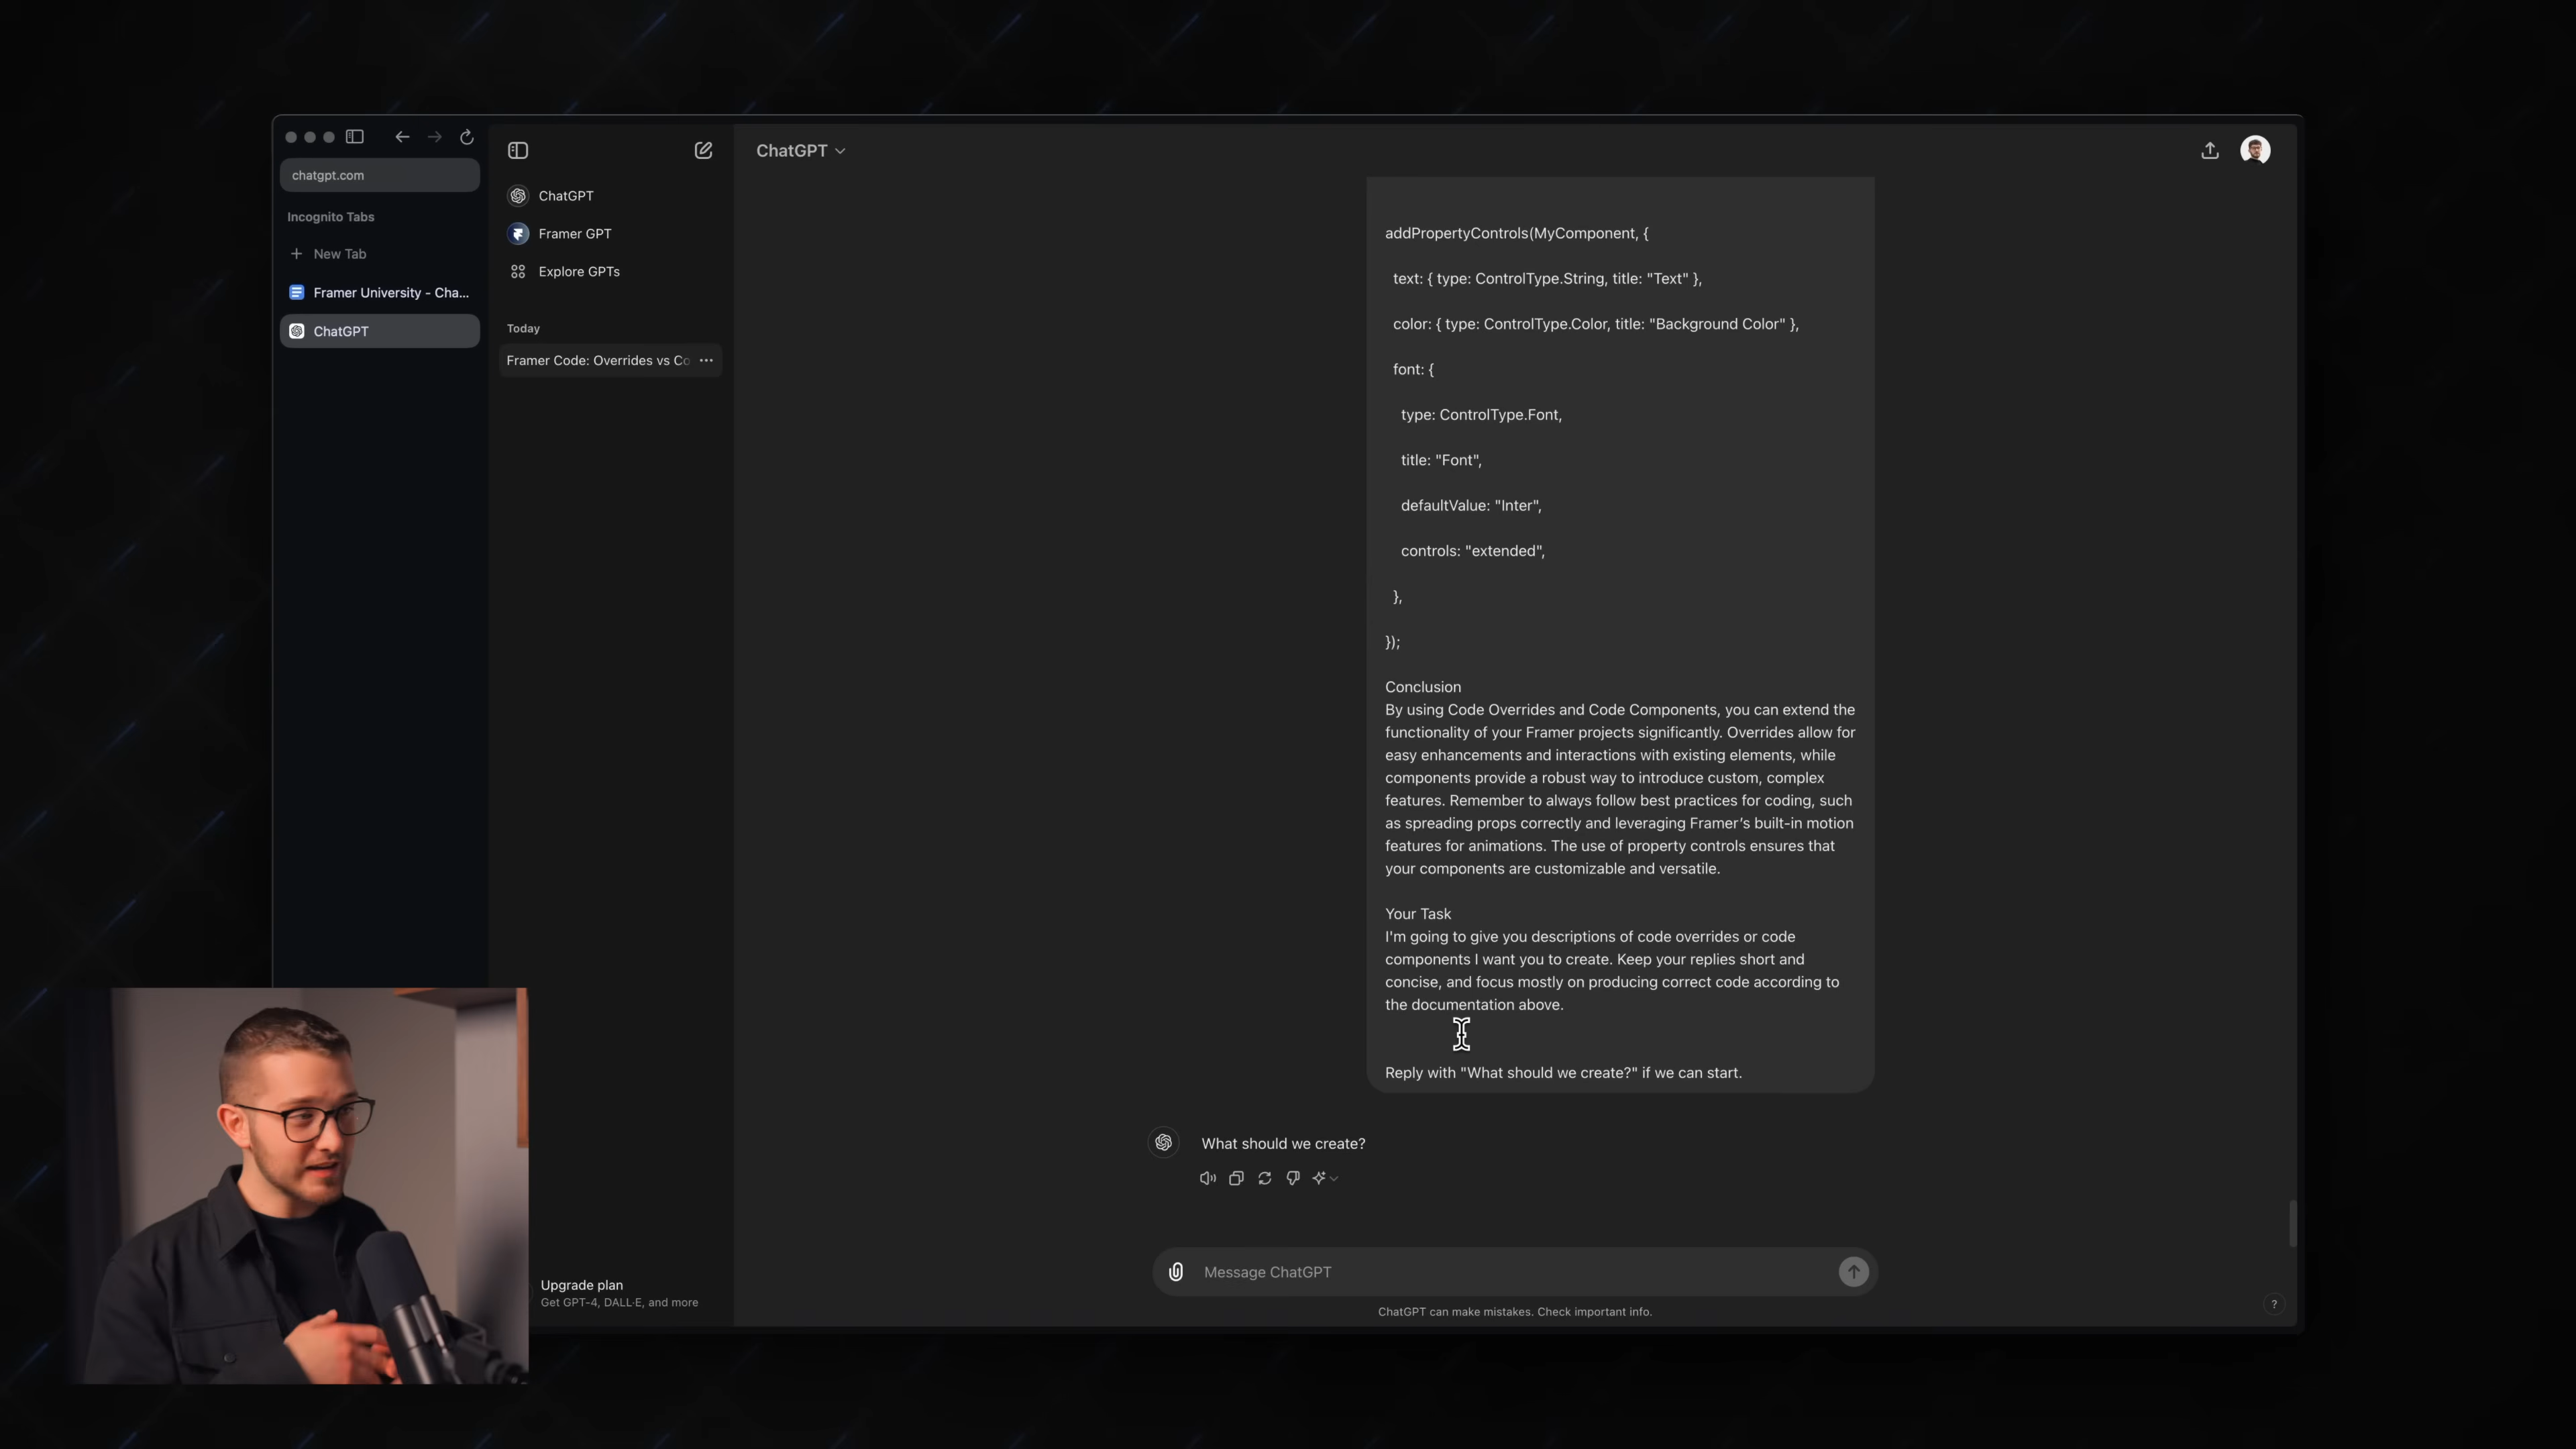 chatgpt.com
Incognito Tabs
New Tab
Framer University - Cha...
ChatGPT
ChatGPT
Framer GPT
Explore GPTs
Today
Framer Code: Overrides vs Co
Upgrade plan
Get GPT-4, DALL·E, and more
ChatGPT
addPropertyControls(MyComponent, {
text: { type: ControlType.String, title: "Text" },
color: { type: ControlType.Color, title: "Background Color" },
font: {
type: ControlType.Font,
title: "Font",
defaultValue: "Inter",
controls: "extended",
},
});
Conclusion
By using Code Overrides and Code Components, you can extend the
functionality of your Framer projects significantly. Overrides allow for
easy enhancements and interactions with existing elements, while
components provide a robust way to introduce custom, complex
features. Remember to always follow best practices for coding, such
as spreading props correctly and leveraging Framer’s built-in motion
features for animations. The use of property controls ensures that
your components are customizable and versatile.
Your Task
I'm going to give you descriptions of code overrides or code
components I want you to create. Keep your replies short and
concise, and focus mostly on producing correct code according to
the documentation above.
Reply with "What should we create?" if we can start.
What should we create?
Message ChatGPT
ChatGPT can make mistakes. Check important info.
?